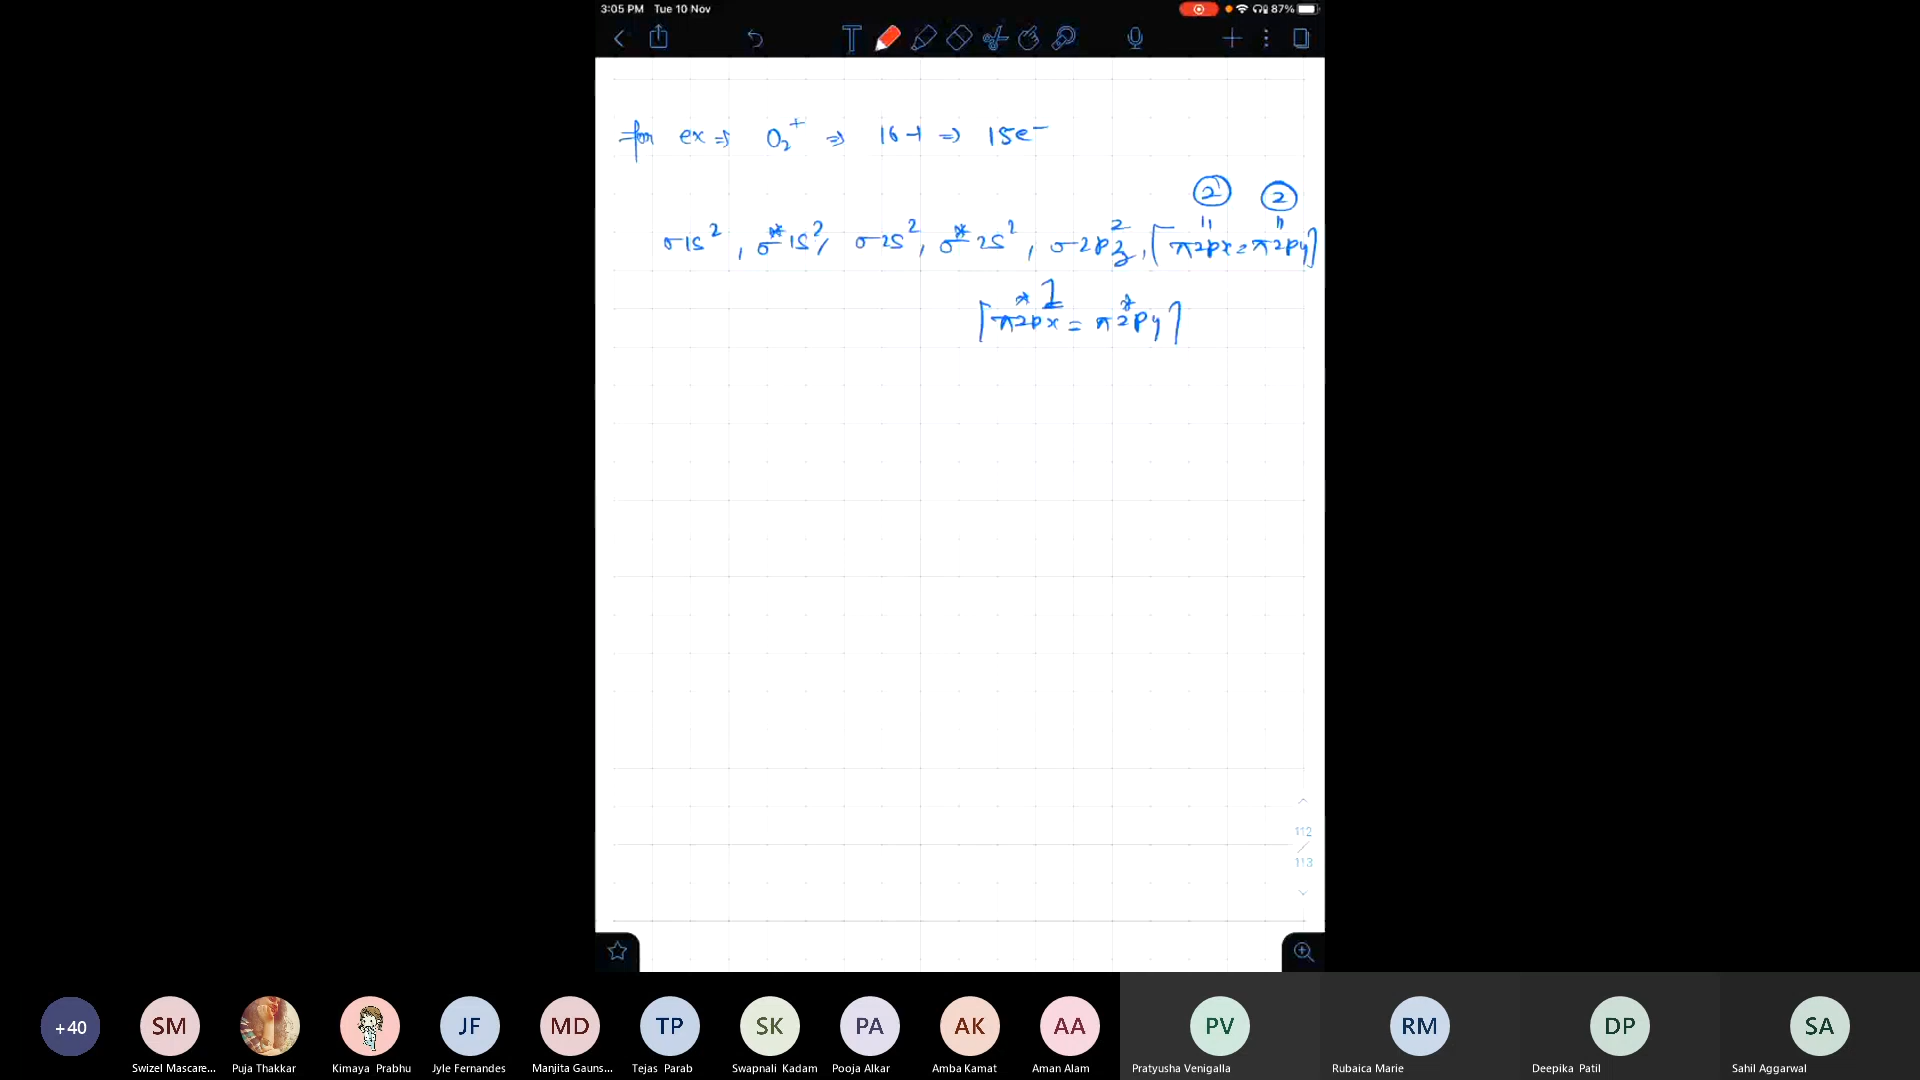 3:05 PM Tue 10 Nov 87%
for ex ⇒ O₂⁺ ⇒ 16-1 ⇒ 15e⁻
② ②
σ1s², σ*1s², σ2s², σ*2s², σ2pz², [π2px = π2py]
[π*2px¹ = π*2py]
112
/
113
+40 SM JF MD TP SK PA AK AA PV RM DP SA
Swizel Mascare... Puja Thakkar Kimaya Prabhu Jyle Fernandes Manjita Gauns... Tejas Parab Swapnali Kadam Pooja Alkar Amba Kamat Aman Alam Pratyusha Venigalla Rubaica Marie Deepika Patil Sahil Aggarwal